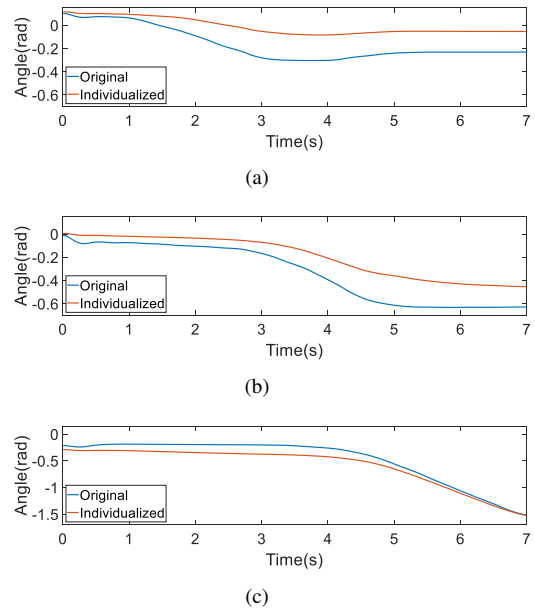 Angle(rad)
0
-0.2
-0.4
-0.6
Original
Individualized
0 1 2 3 4 5 6 7
Time(s)
(a)
Angle(rad)
0
-0.2
-0.4
-0.6
Original
Individualized
0 1 2 3 4 5 6 7
Time(s)
(b)
Angle(rad)
0
-0.5
-1
-1.5
Original
Individualized
0 1 2 3 4 5 6 7
Time(s)
(c)